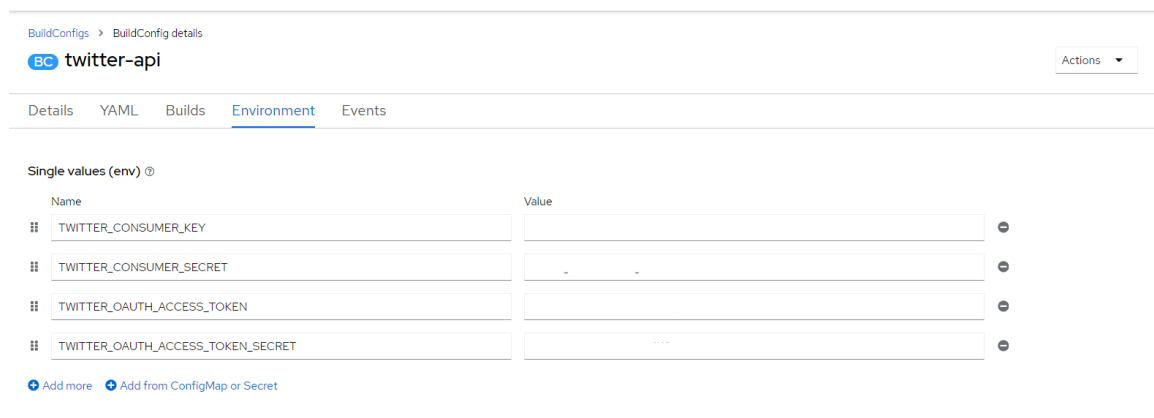 BuildConfigs > BuildConfig details
BC twitter-api
Actions
Details YAML Builds Environment Events
Single values (env)
Name Value
TWITTER_CONSUMER_KEY
TWITTER_CONSUMER_SECRET
TWITTER_OAUTH_ACCESS_TOKEN
TWITTER_OAUTH_ACCESS_TOKEN_SECRET
Add more Add from ConfigMap or Secret